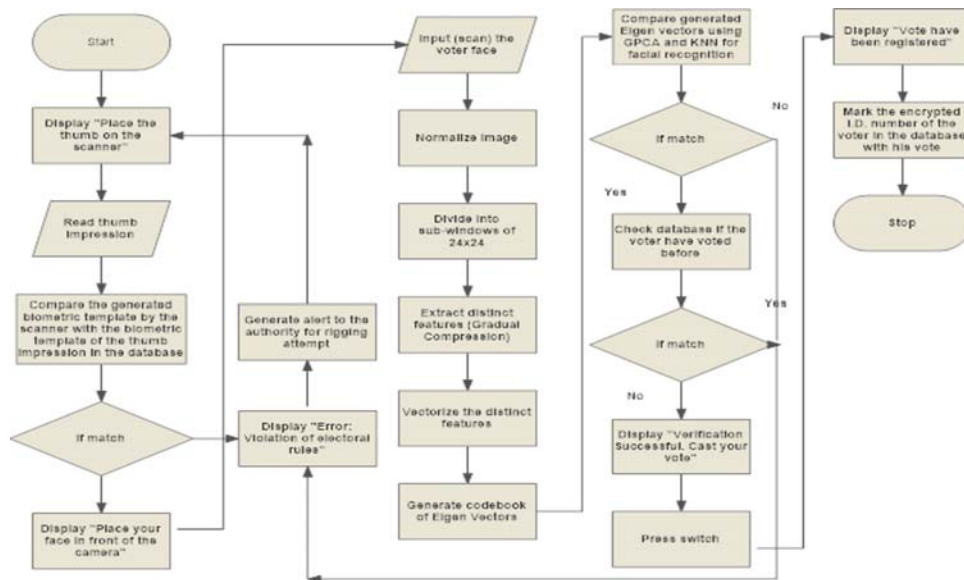 Start
Display "Place the
thumb on the
scanner"
Read thumb
impression
Compare the generated
biometric template by the
scanner with the biometric
template of the thumb
impression in the database
If match
Display "Place your
face in front of the
camera"
Generate alert to the
authority for rigging
attempt
Display "Error:
Violation of electoral
rules"
Input (scan) the
voter face
Normalize image
Divide into
sub-windows of
24x24
Extract distinct
features (Gradual
Compression)
Vectorize the distinct
features
Generate codebook
of Eigen Vectors
Compare generated
Eigen vectors using
GPCA and KNN for
facial recognition
No
If match
Yes
Check database if the
voter have voted
before
Yes
If match
No
Display "Verification
Successful, Cast your
vote"
Press switch
Display "Vote have
been registered"
Mark the encrypted
I.D. number of the
voter in the database
with his vote
Stop